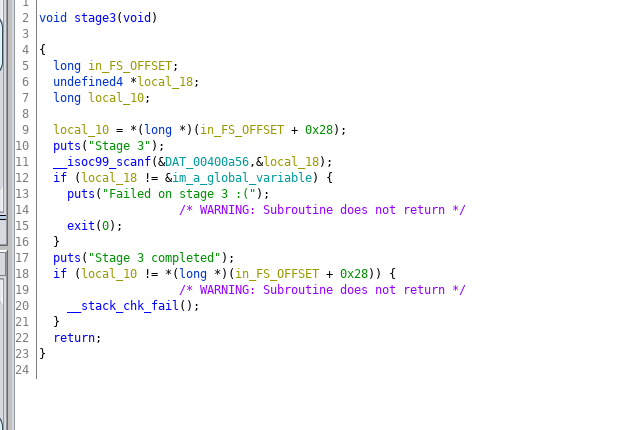 1
2 void stage3(void)
3
4 {
5 long in_FS_OFFSET;
6 undefined4 *local_18;
7 long local_10;
8
9 local_10 = *(long *)(in_FS_OFFSET + 0x28);
10 puts("Stage 3");
11 __isoc99_scanf(&DAT_00400a56,&local_18);
12 if (local_18 != &im_a_global_variable) {
13 puts("Failed on stage 3 :(");
14 /* WARNING: Subroutine does not return */
15 exit(0);
16 }
17 puts("Stage 3 completed");
18 if (local_10 != *(long *)(in_FS_OFFSET + 0x28)) {
19 /* WARNING: Subroutine does not return */
20 __stack_chk_fail();
21 }
22 return;
23 }
24